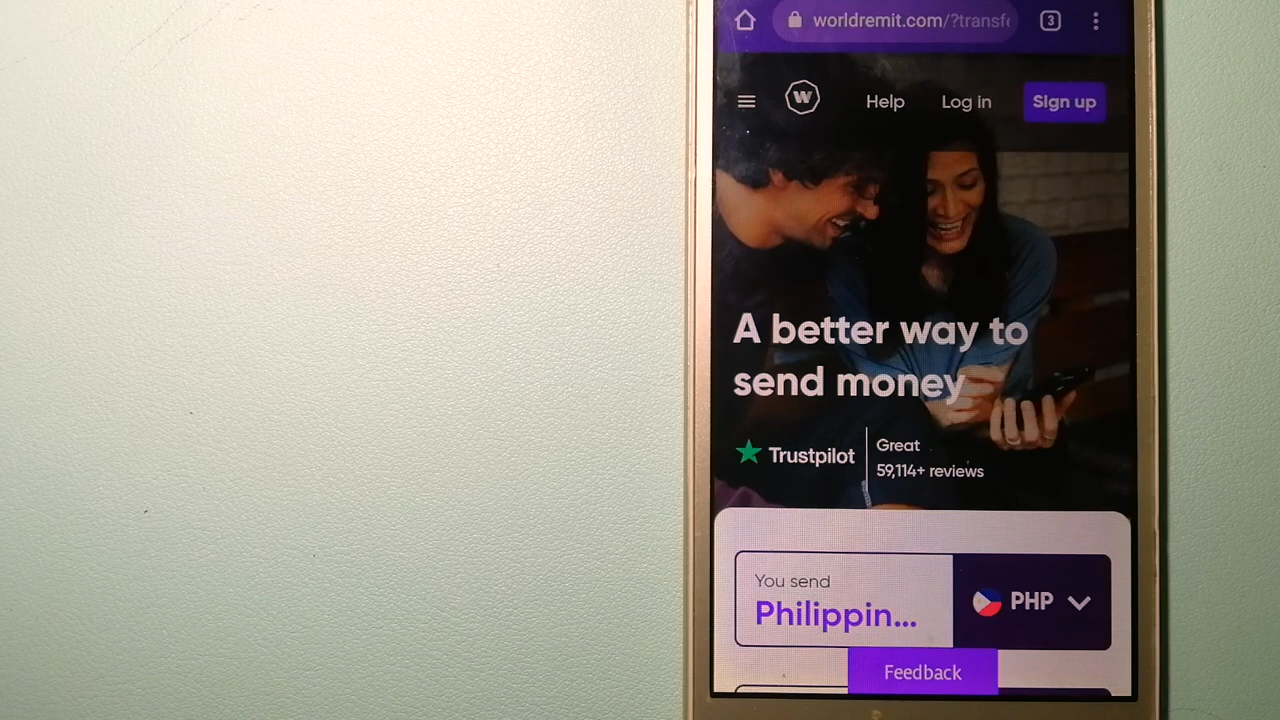 worldremit.com/?transfe
3
W
Help
Log in
Sign up
A better way to
send money
Trustpilot
Great
59,114+ reviews
You send
Philippin...
PHP
Feedback